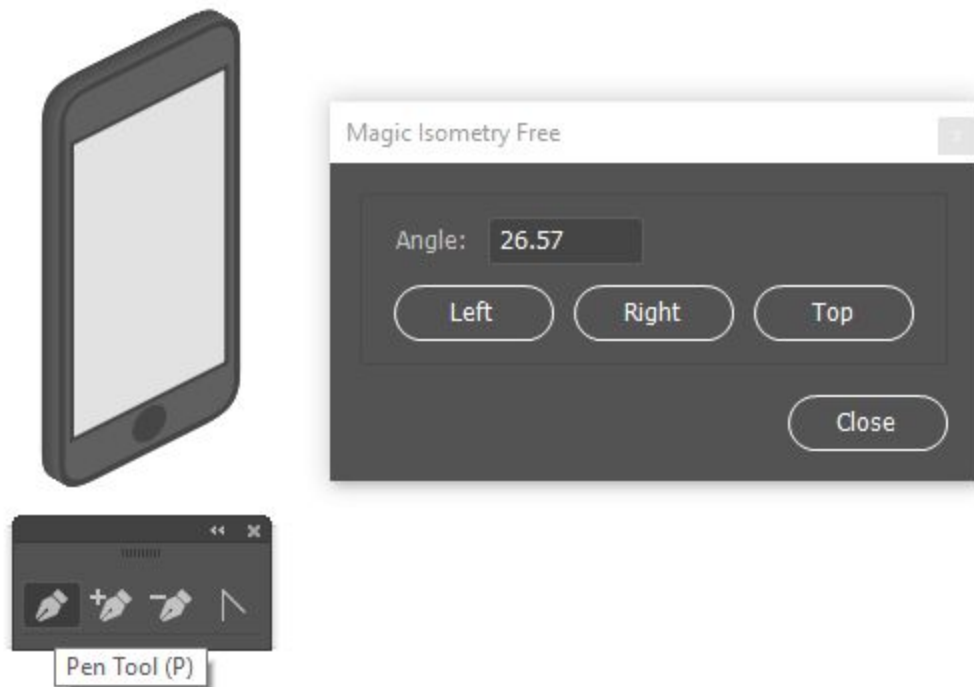 Magic Isometry Free
Angle: 26.57
Left Right Top
Close
Pen Tool (P)